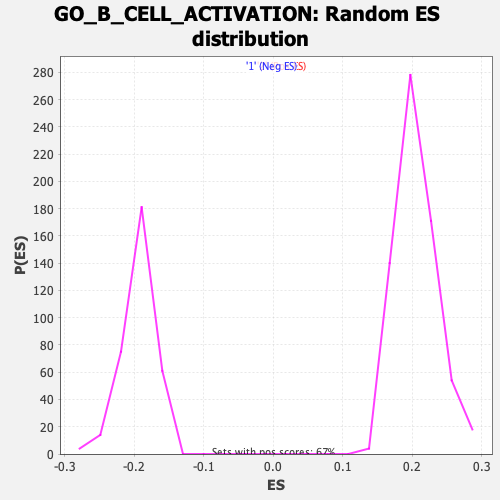 GO_B_CELL_ACTIVATION: Random ES
distribution
'1' (Neg ES)
ES)
280
260
240
220
200
180
160
140
120
100
80
60
40
20
0
P(ES)
Sets with pos scores: 67%
-0.3 -0.2 -0.1 0.0 0.1 0.2 0.3
ES